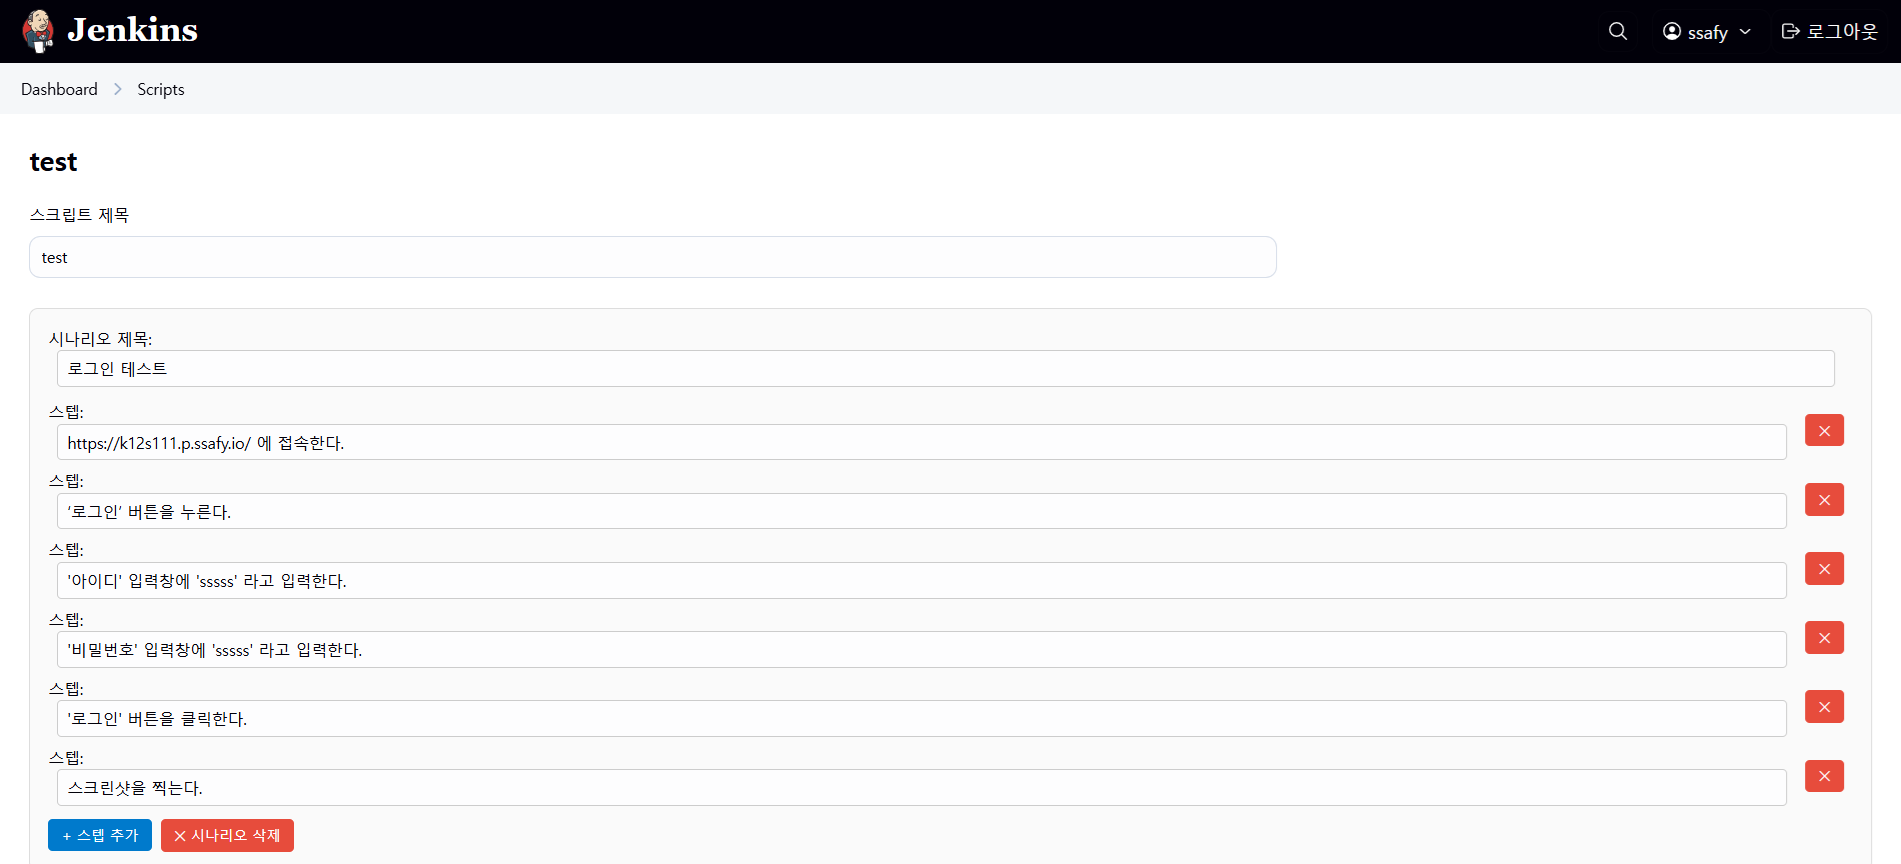 Jenkins
ssafy
로그아웃
Dashboard > Scripts
test
스크립트 제목
test
시나리오 제목:
로그인 테스트
스텝:
https://k12s111.p.ssafy.io/ 에 접속한다.
스텝:
‘로그인’ 버튼을 누른다.
스텝:
'아이디' 입력창에 'sssss' 라고 입력한다.
스텝:
'비밀번호' 입력창에 'sssss' 라고 입력한다.
스텝:
'로그인' 버튼을 클릭한다.
스텝:
스크린샷을 찍는다.
+ 스텝 추가
× 시나리오 삭제